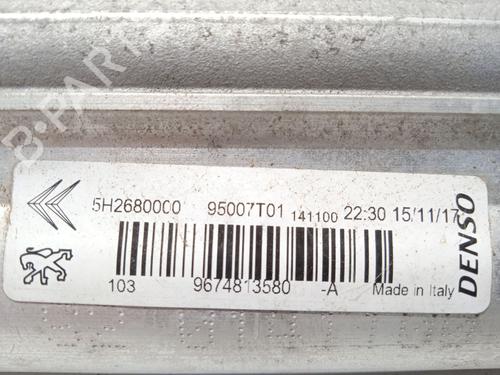 5H2680000 95007T01 141100 22:30 15/11/17
103 9674813580 -A Made in Italy
DENSO
B-PARTS